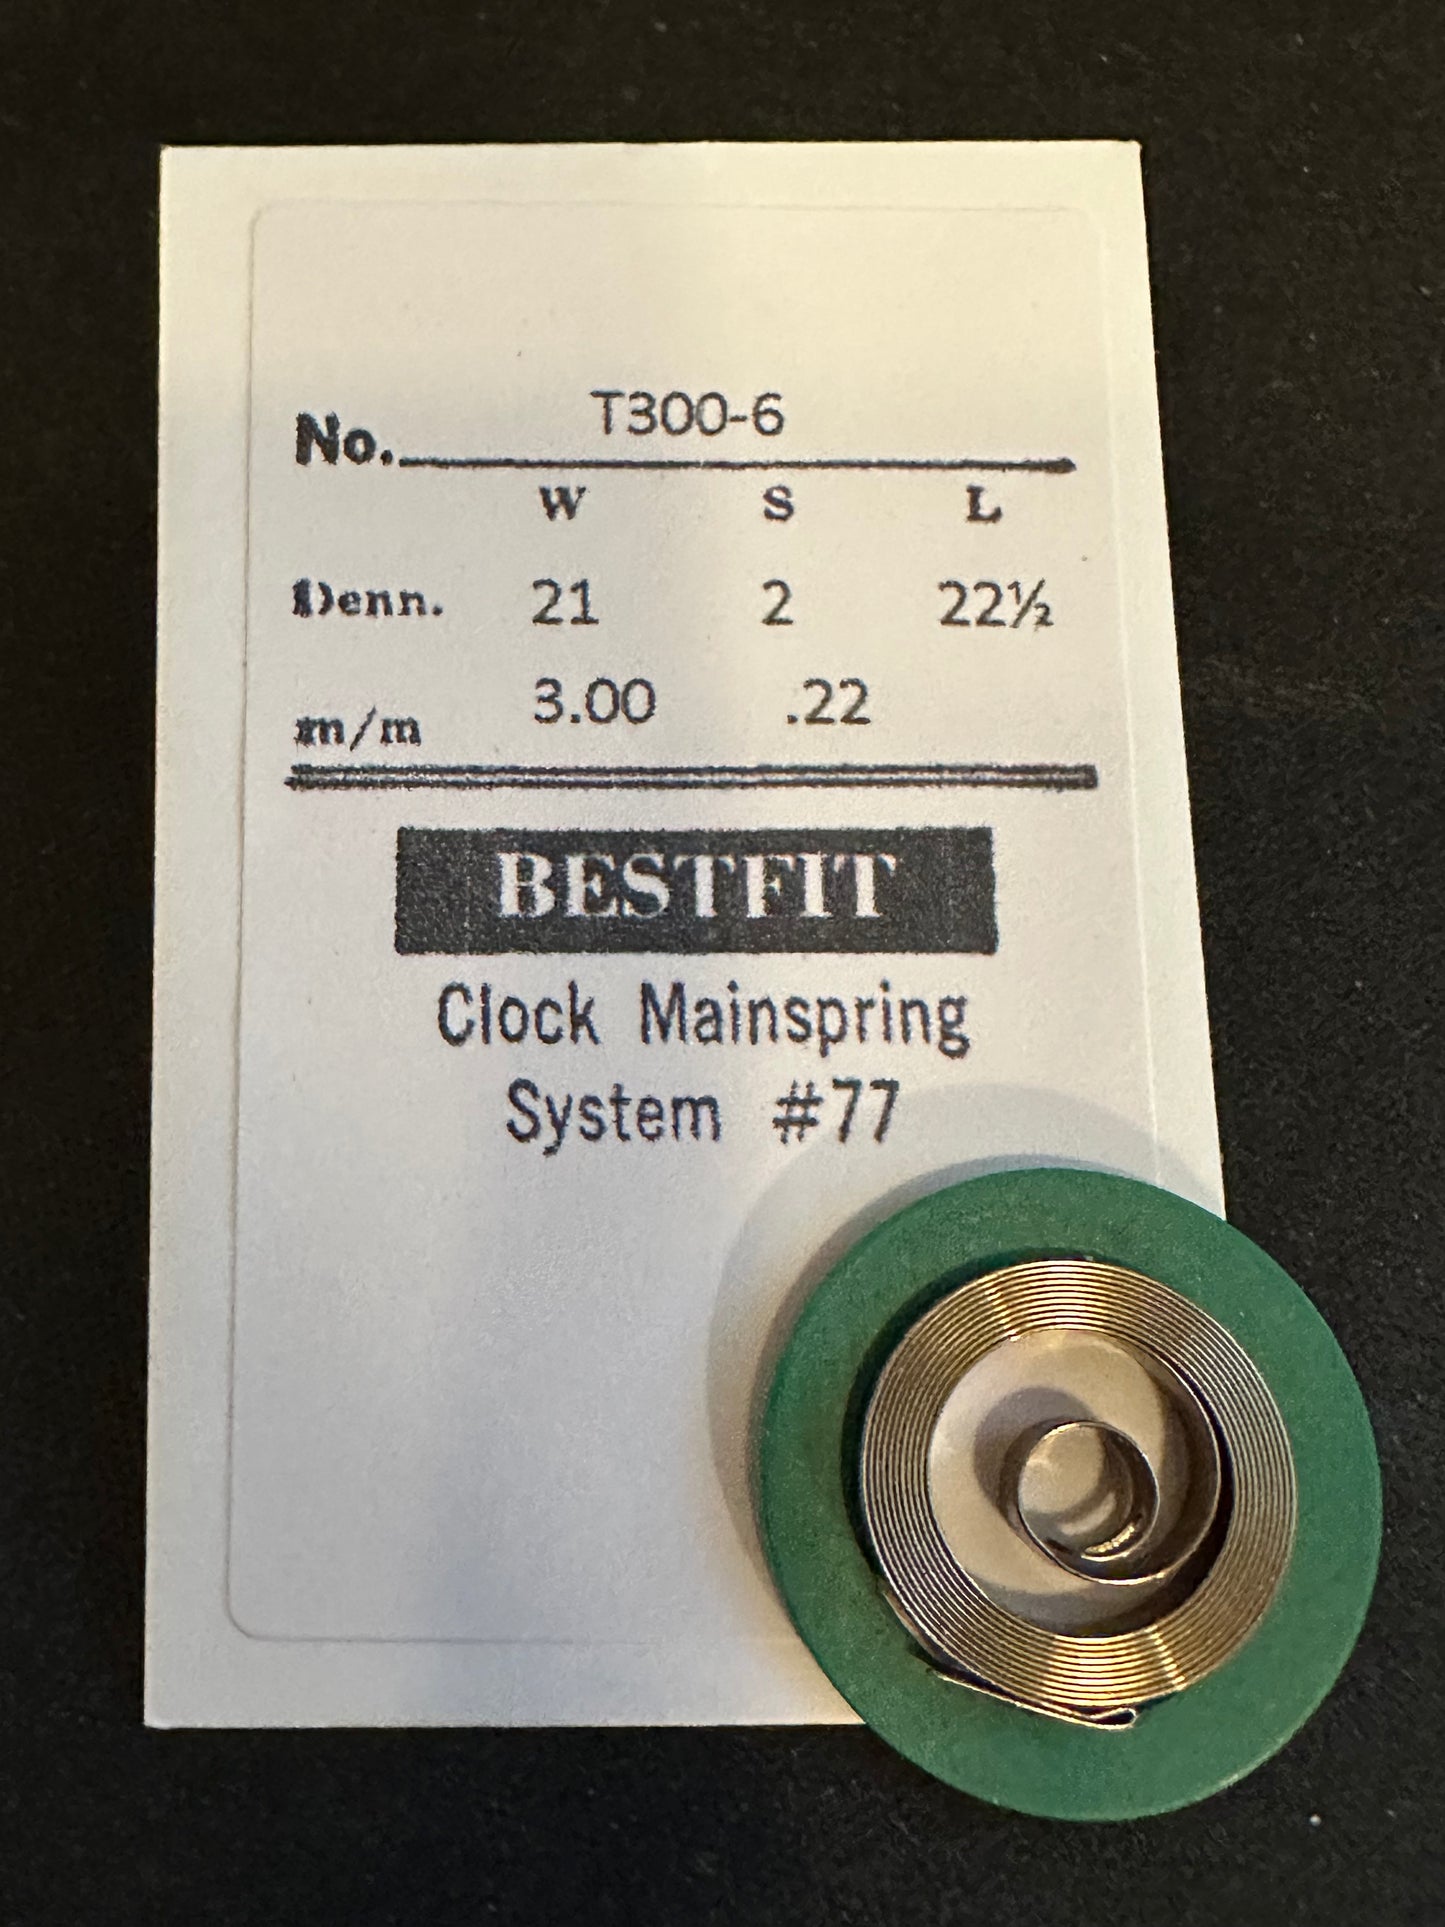 No. T300-6
W S L
Denn. 21 2 22½
m/m 3.00 .22
BESTFIT
Clock Mainspring
System #77